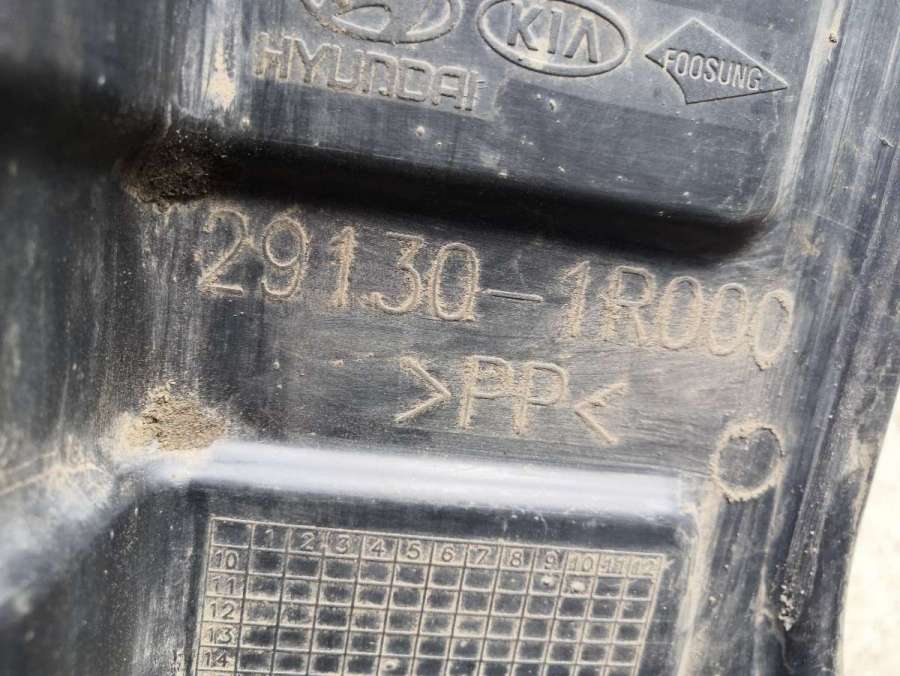 HYUNDAI
KIA
FOOSUNG
29130-1R000
>PP<
1 2 3 4 5 6 7 8 9 10 11 12
10
11
12
13
14